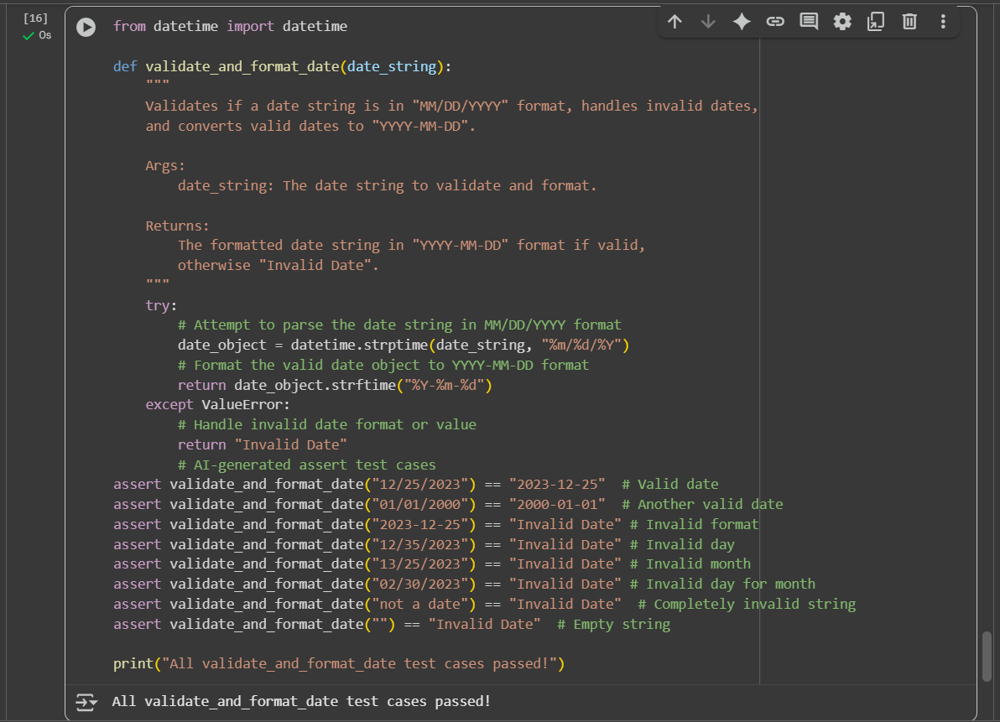 [16]
0s
from datetime import datetime

def validate_and_format_date(date_string):
    """
    Validates if a date string is in "MM/DD/YYYY" format, handles invalid dates,
    and converts valid dates to "YYYY-MM-DD".

    Args:
        date_string: The date string to validate and format.

    Returns:
        The formatted date string in "YYYY-MM-DD" format if valid,
        otherwise "Invalid Date".
    """
    try:
        # Attempt to parse the date string in MM/DD/YYYY format
        date_object = datetime.strptime(date_string, "%m/%d/%Y")
        # Format the valid date object to YYYY-MM-DD format
        return date_object.strftime("%Y-%m-%d")
    except ValueError:
        # Handle invalid date format or value
        return "Invalid Date"
        # AI-generated assert test cases
assert validate_and_format_date("12/25/2023") == "2023-12-25"  # Valid date
assert validate_and_format_date("01/01/2000") == "2000-01-01"  # Another valid date
assert validate_and_format_date("2023-12-25") == "Invalid Date" # Invalid format
assert validate_and_format_date("12/35/2023") == "Invalid Date" # Invalid day
assert validate_and_format_date("13/25/2023") == "Invalid Date" # Invalid month
assert validate_and_format_date("02/30/2023") == "Invalid Date" # Invalid day for month
assert validate_and_format_date("not a date") == "Invalid Date"  # Completely invalid string
assert validate_and_format_date("") == "Invalid Date"  # Empty string

print("All validate_and_format_date test cases passed!")
All validate_and_format_date test cases passed!